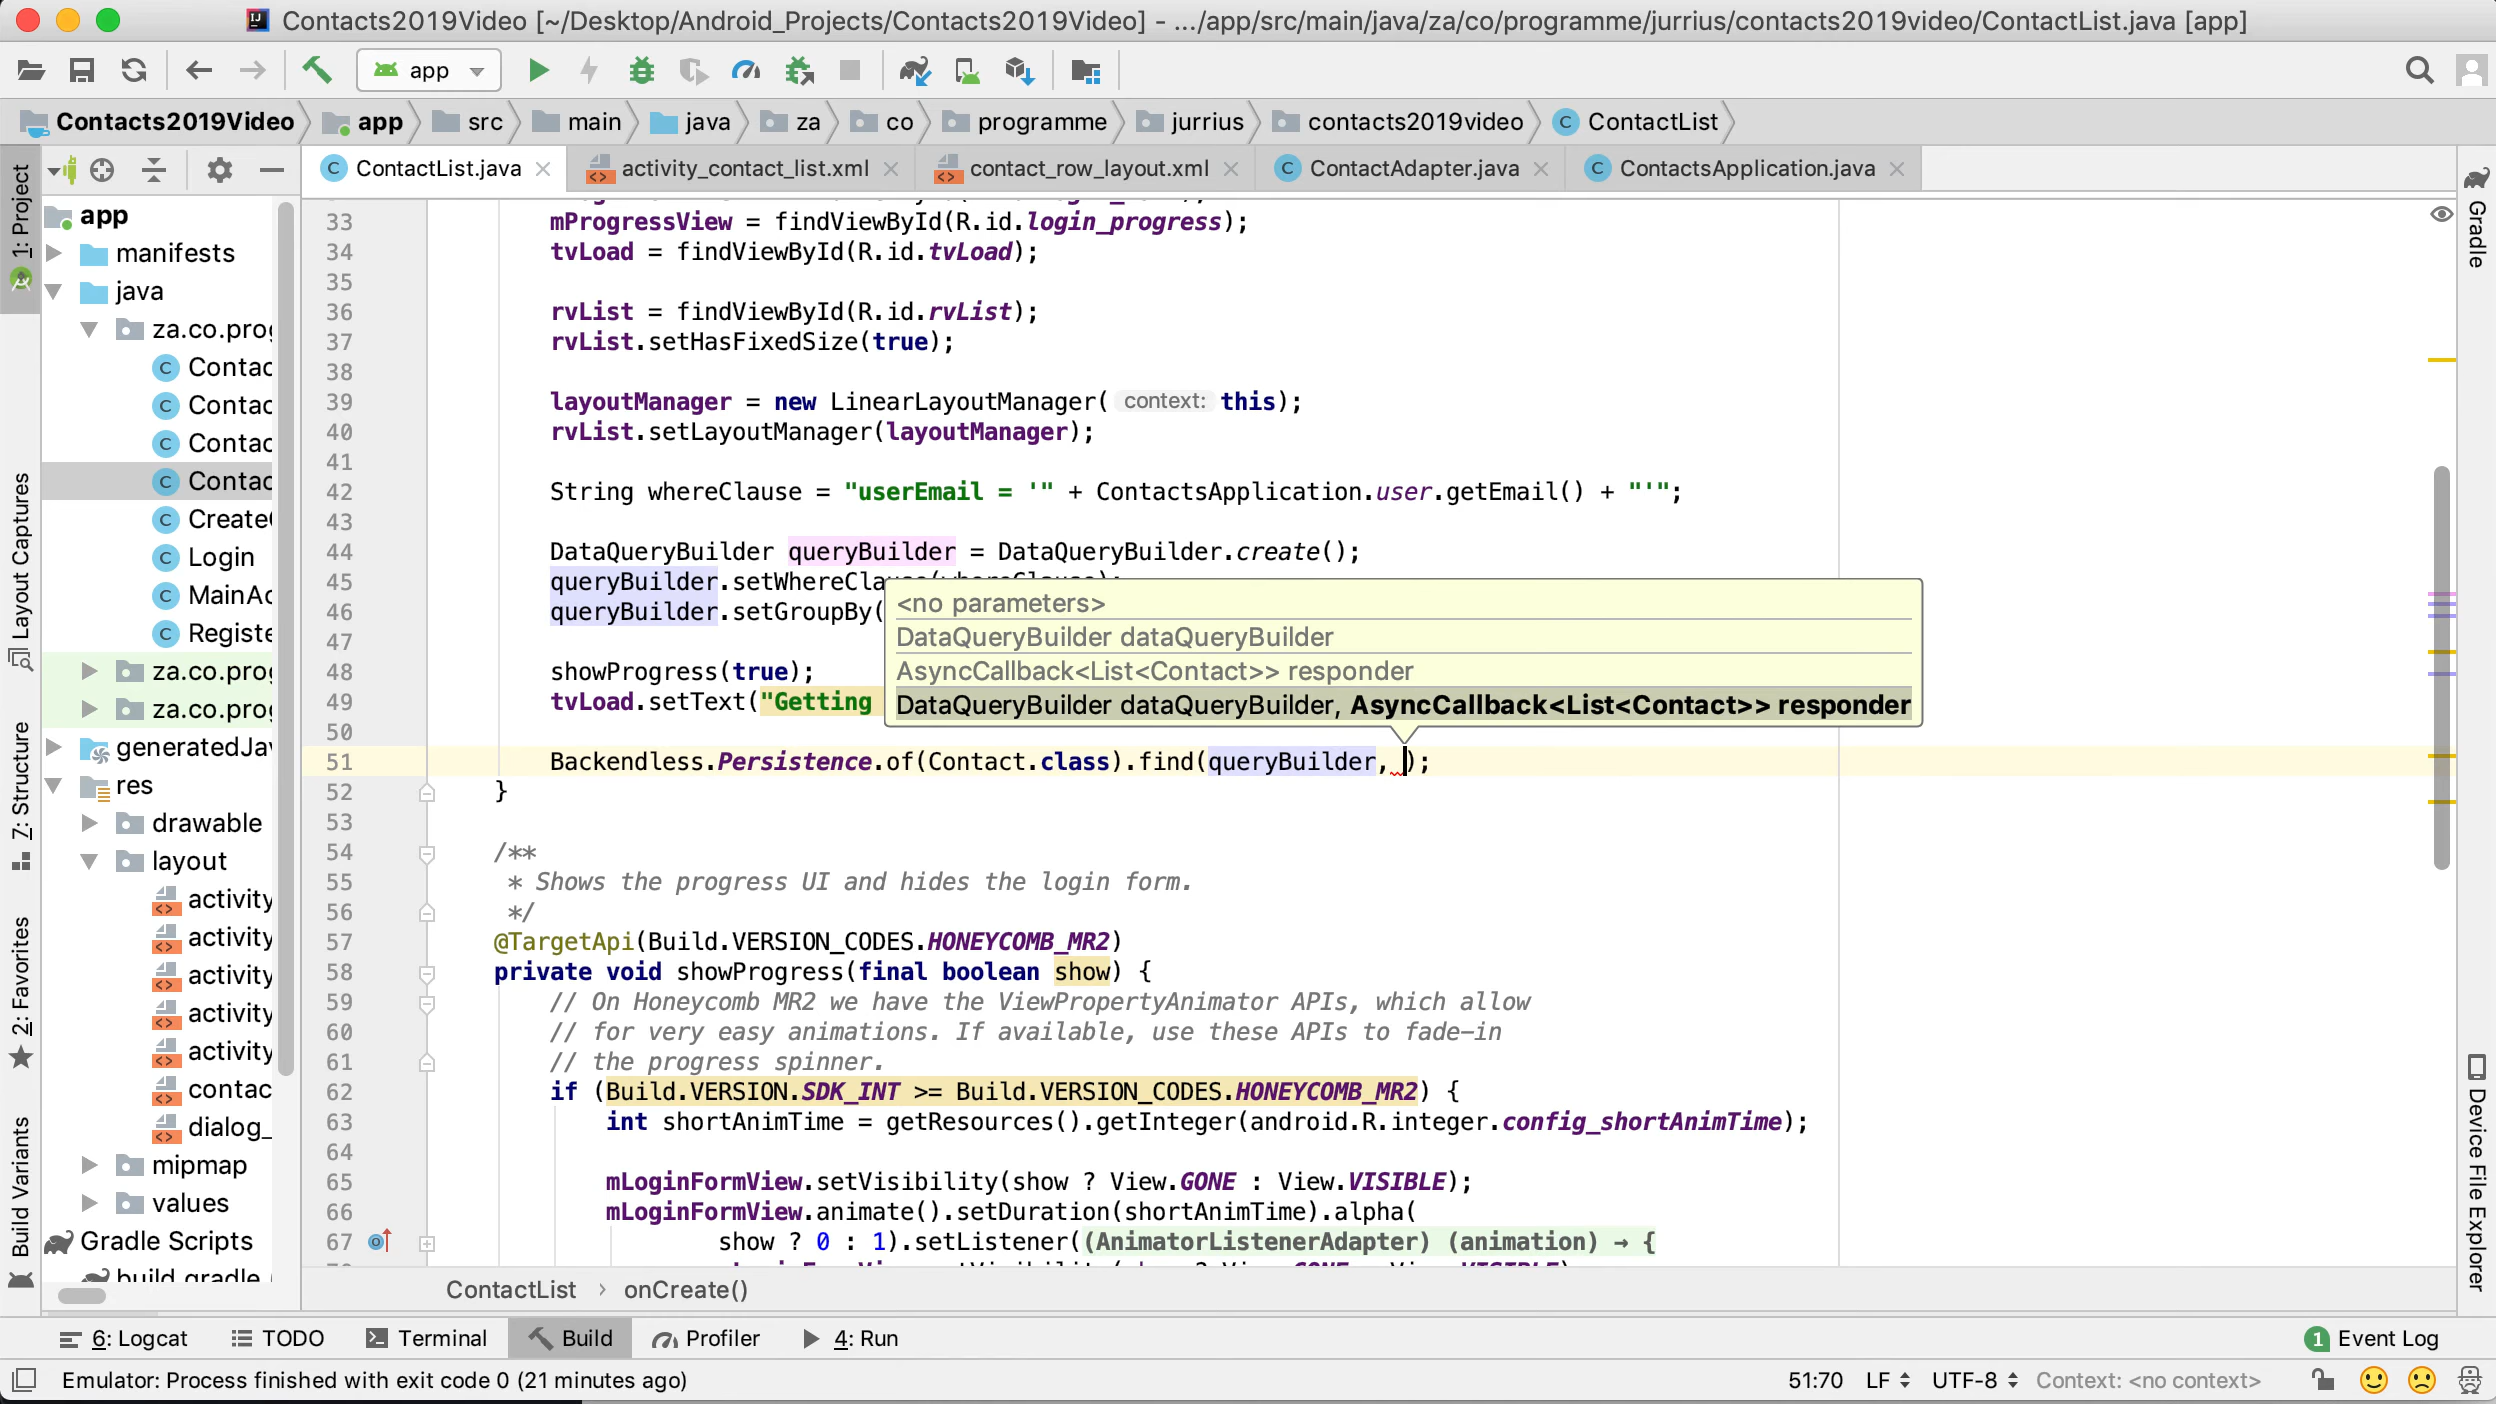 Contacts2019Video [~/Desktop/Android_Projects/Contacts2019Video] - .../app/src/main/java/za/co/programme/jurrius/contacts2019video/ContactList.java [app]
app
Contacts2019Video app src main java za co programme jurrius contacts2019video ContactList
ContactList.java activity_contact_list.xml contact_row_layout.xml ContactAdapter.java ContactsApplication.java
1: Project
Layout Captures
7: Structure
2: Favorites
Build Variants
app
manifests
java
za.co.prog
Contac
Contac
Contac
Contac
Create
Login
MainAc
Registe
za.co.prog
za.co.prog
generatedJav
res
drawable
layout
activity
activity
activity
activity
activity
contac
dialog_
mipmap
values
Gradle Scripts
build.gradle
33 mProgressView = findViewById(R.id.login_progress);
34 tvLoad = findViewById(R.id.tvLoad);
35
36 rvList = findViewById(R.id.rvList);
37 rvList.setHasFixedSize(true);
38
39 layoutManager = new LinearLayoutManager( context: this);
40 rvList.setLayoutManager(layoutManager);
41
42 String whereClause = "userEmail = '" + ContactsApplication.user.getEmail() + "'";
43
44 DataQueryBuilder queryBuilder = DataQueryBuilder.create();
45 queryBuilder.setWhereClause(whereClause);
46 queryBuilder.setGroupBy(
47
48 showProgress(true);
49 tvLoad.setText("Getting
50
51 Backendless.Persistence.of(Contact.class).find(queryBuilder, );
52 }
53
54 /**
55 * Shows the progress UI and hides the login form.
56 */
57 @TargetApi(Build.VERSION_CODES.HONEYCOMB_MR2)
58 private void showProgress(final boolean show) {
59 // On Honeycomb MR2 we have the ViewPropertyAnimator APIs, which allow
60 // for very easy animations. If available, use these APIs to fade-in
61 // the progress spinner.
62 if (Build.VERSION.SDK_INT >= Build.VERSION_CODES.HONEYCOMB_MR2) {
63 int shortAnimTime = getResources().getInteger(android.R.integer.config_shortAnimTime);
64
65 mLoginFormView.setVisibility(show ? View.GONE : View.VISIBLE);
66 mLoginFormView.animate().setDuration(shortAnimTime).alpha(
67 show ? 0 : 1).setListener((AnimatorListenerAdapter) (animation) → {
<no parameters>
DataQueryBuilder dataQueryBuilder
AsyncCallback<List<Contact>> responder
DataQueryBuilder dataQueryBuilder, AsyncCallback<List<Contact>> responder
Gradle
Device File Explorer
ContactList › onCreate()
6: Logcat TODO Terminal Build Profiler 4: Run 1 Event Log
Emulator: Process finished with exit code 0 (21 minutes ago) 51:70 LF UTF-8 Context: <no context>